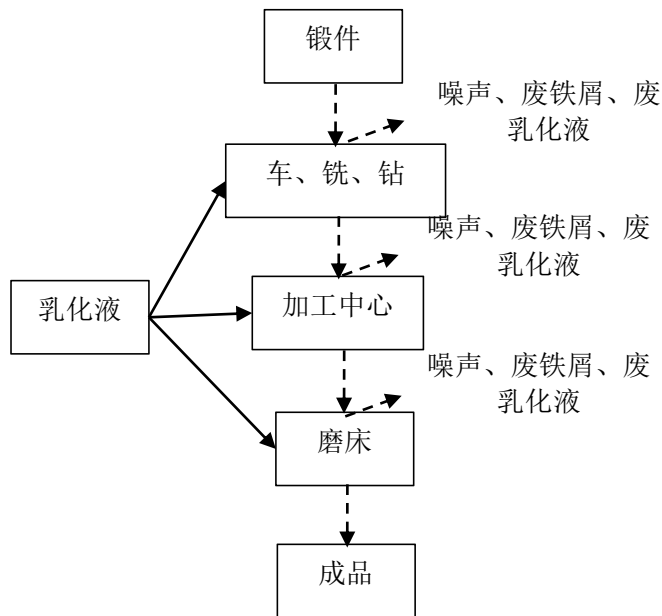 锻件
噪声、废铁屑、废
乳化液
车、铣、钻
噪声、废铁屑、废
乳化液
乳化液
加工中心
噪声、废铁屑、废
乳化液
磨床
成品